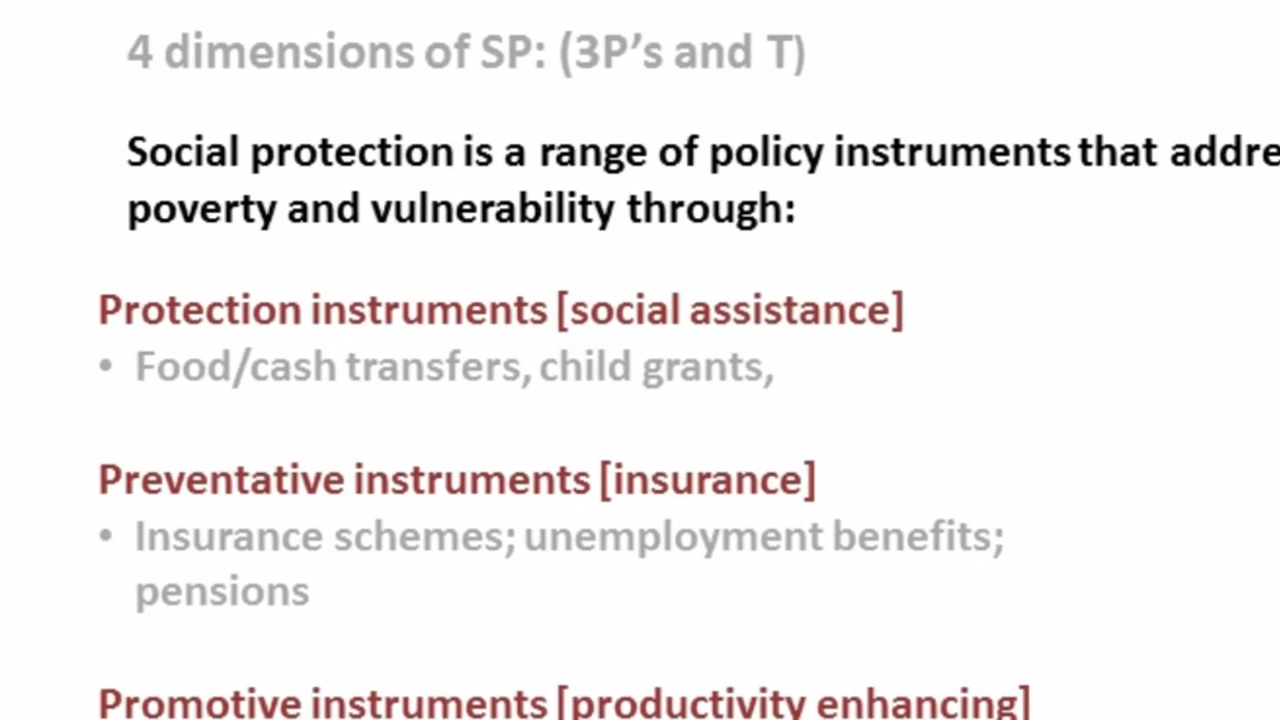 4 dimensions of SP: (3P’s and T)
Social protection is a range of policy instruments that
poverty and vulnerability through:
Protection instruments [social assistance]
• Food/cash transfers, child grants,
Preventative instruments [insurance]
• Insurance schemes; unemployment benefits;
pensions
Promotive instruments [productivity enhancing]